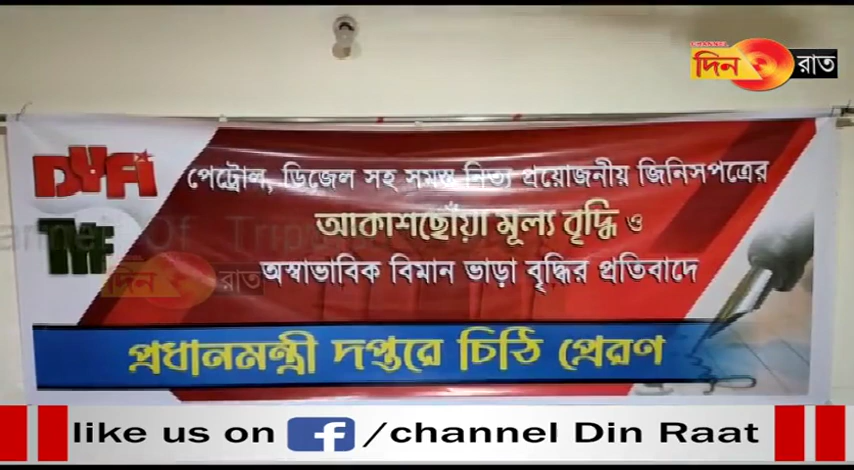 CHANNEL
দিন রাত
DYFI
পেট্রোল, ডিজেল সহ সমস্ত নিত্য প্রয়োজনীয় জিনিসপত্রের
আকাশছোঁয়া মূল্য বৃদ্ধি ও
অস্বাভাবিক বিমান ভাড়া বৃদ্ধির প্রতিবাদে
প্রধানমন্ত্রী দপ্তরে চিঠি প্রেরণ
দিন রাত
like us on f/channel Din Raat